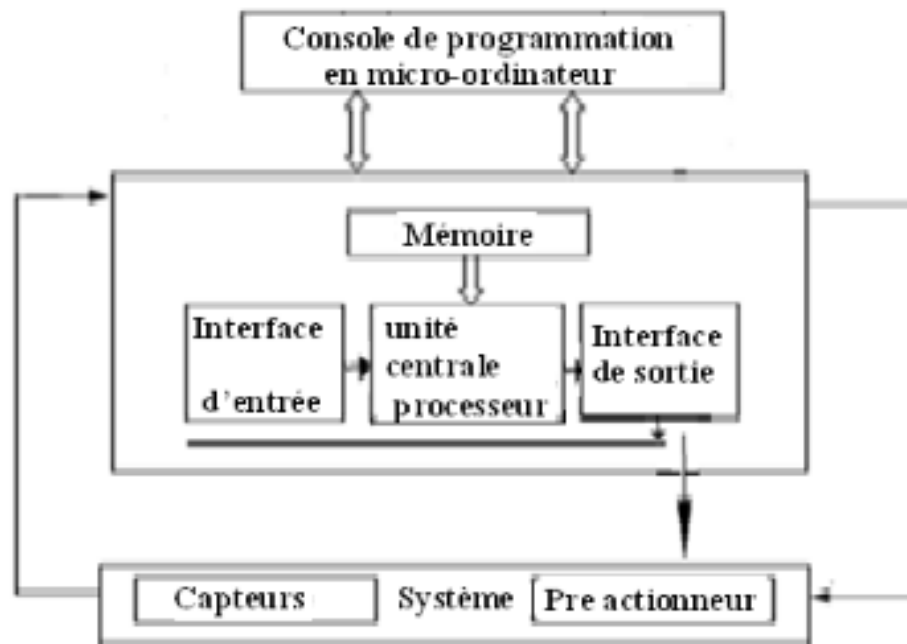 Console de programmation
en micro-ordinateur
Mémoire
Interface
d'entrée
unité
centrale
processeur
Interface
de sortie
Capteurs
Système
Pre actionneur